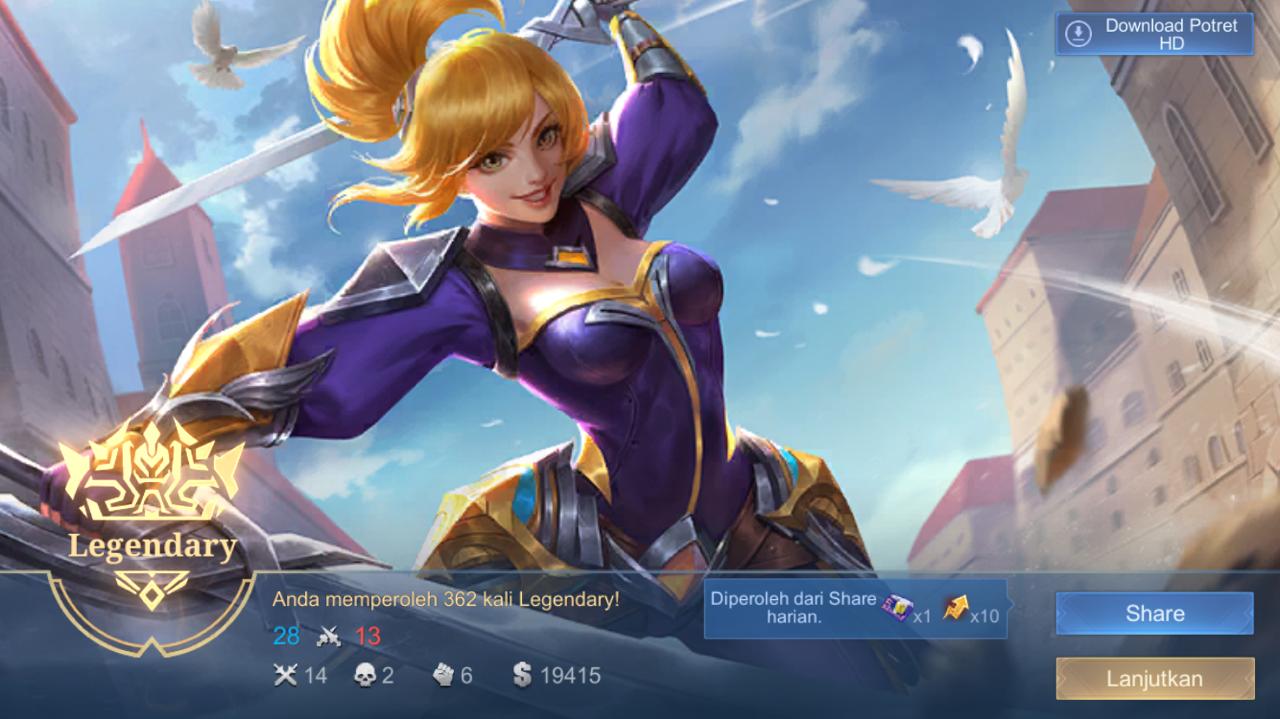 Download Potret
HD
Legendary
Anda memperoleh 362 kali Legendary!
28 13
14 2 6 19415
Diperoleh dari Share x1 x10
harian.
Share
Lanjutkan